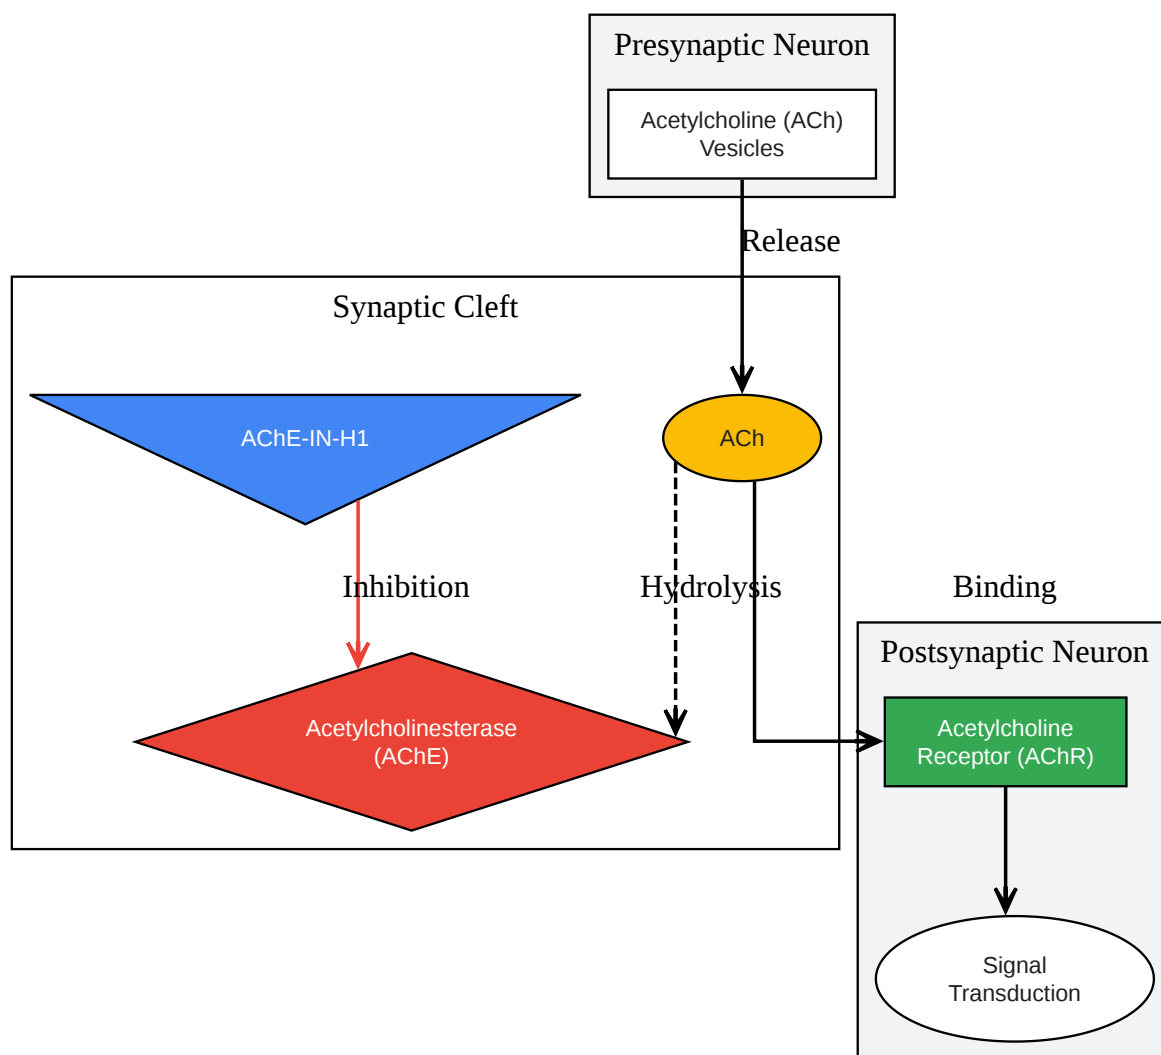 Presynaptic Neuron
Acetylcholine (ACh)
Vesicles
Release
Synaptic Cleft
AChE-IN-H1
ACh
Inhibition
Hydrolysis
Binding
Postsynaptic Neuron
Acetylcholinesterase
(AChE)
Acetylcholine
Receptor (AChR)
Signal
Transduction